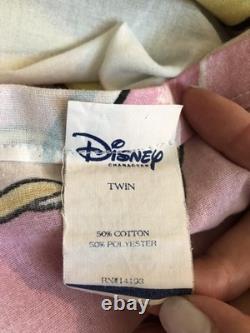 Disney
CHARACTERS
TWIN
50% COTTON
50% POLYESTER
RN#14193